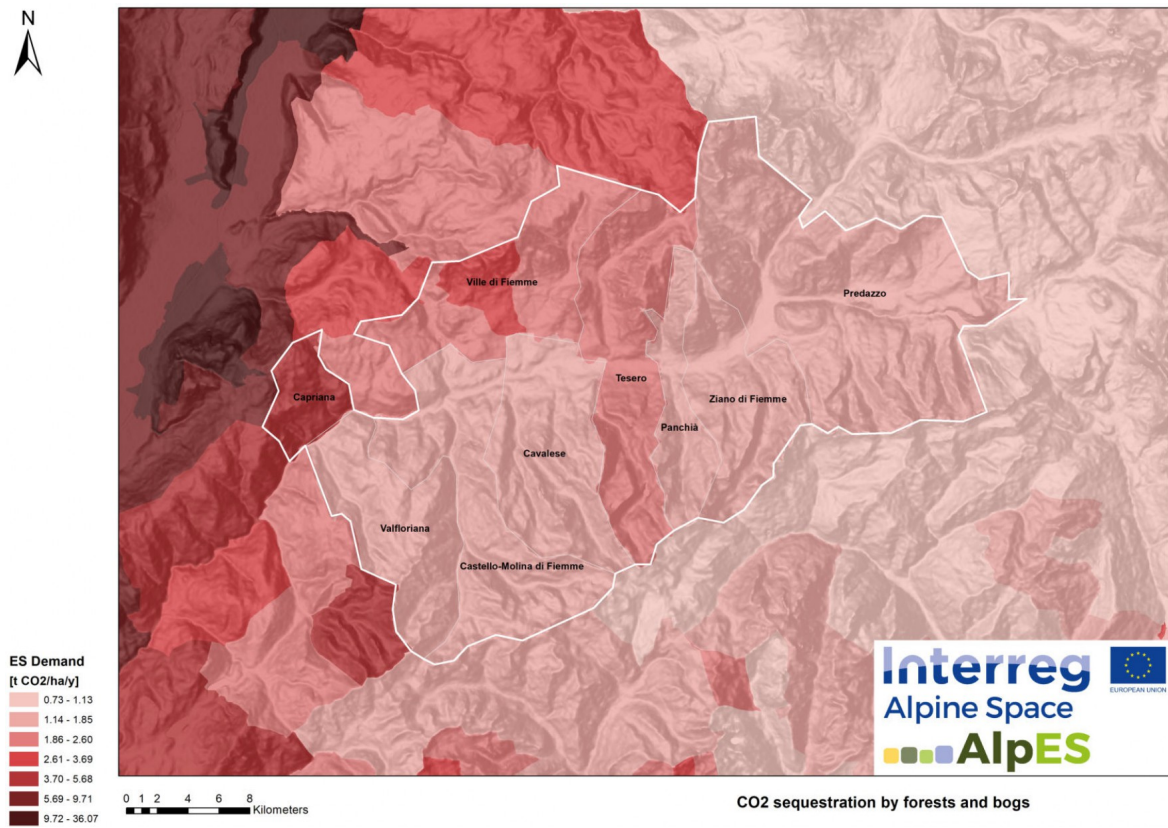 N
Ville di Fiemme
Predazzo
Capriana
Tesero
Ziano di Fiemme
Panchià
Cavalese
Valfloriana
Castello-Molina di Fiemme
ES Demand
[t CO2/ha/y]
0.73 - 1.13
1.14 - 1.85
1.86 - 2.60
2.61 - 3.69
3.70 - 5.68
5.69 - 9.71
9.72 - 36.07
0 1 2 4 6 8
Kilometers
Interreg
EUROPEAN UNION
Alpine Space
AlpES
CO2 sequestration by forests and bogs